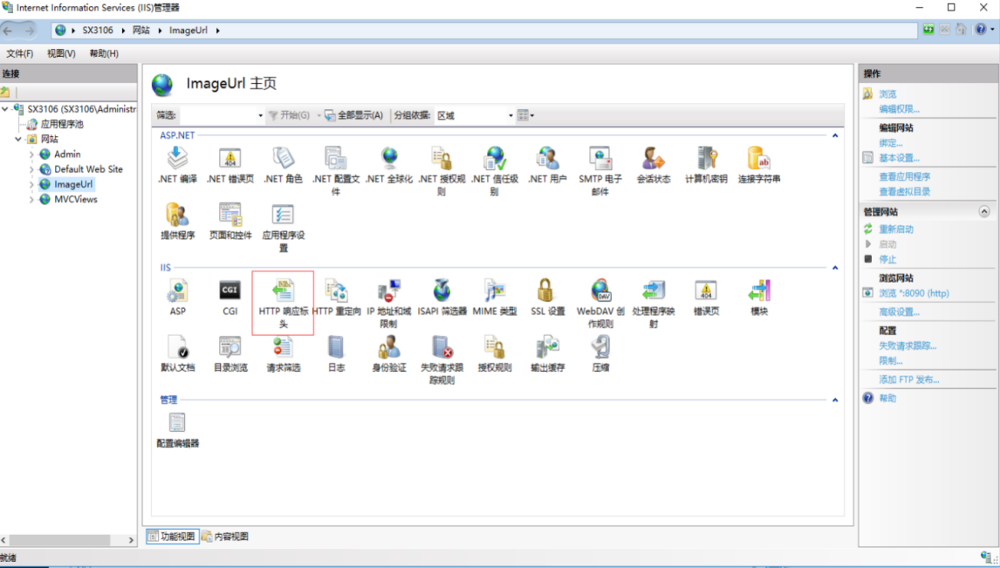 Internet Information Services (IIS)管理器
SX3106 网站 ImageUrl
文件(F) 视图(V) 帮助(H)
连接
SX3106 (SX3106\Administr
应用程序池
网站
Admin
Default Web Site
ImageUrl
MVCViews
ImageUrl 主页
筛选: 开始(G) 全部显示(A) 分组依据: 区域
ASP.NET
.NET 编译 .NET 错误页 .NET 角色 .NET 配置文件 .NET 全球化 .NET 授权规则 .NET 信任级别 .NET 用户 SMTP 电子邮件 会话状态 计算机密钥 连接字符串
提供程序 页面和控件 应用程序设置
IIS
ASP CGI HTTP 响应标头 HTTP 重定向 IP 地址和域限制 ISAPI 筛选器 MIME 类型 SSL 设置 WebDAV 创作规则 处理程序映射 错误页 模块
默认文档 目录浏览 请求筛选 日志 身份验证 失败请求跟踪规则 授权规则 输出缓存 压缩
管理
配置编辑器
功能视图 内容视图
操作
浏览
编辑权限...
编辑网站
绑定...
基本设置...
查看应用程序
查看虚拟目录
管理网站
重新启动
启动
停止
浏览网站
浏览 *:8090 (http)
高级设置...
配置
失败请求跟踪...
限制...
添加 FTP 发布...
帮助
就绪